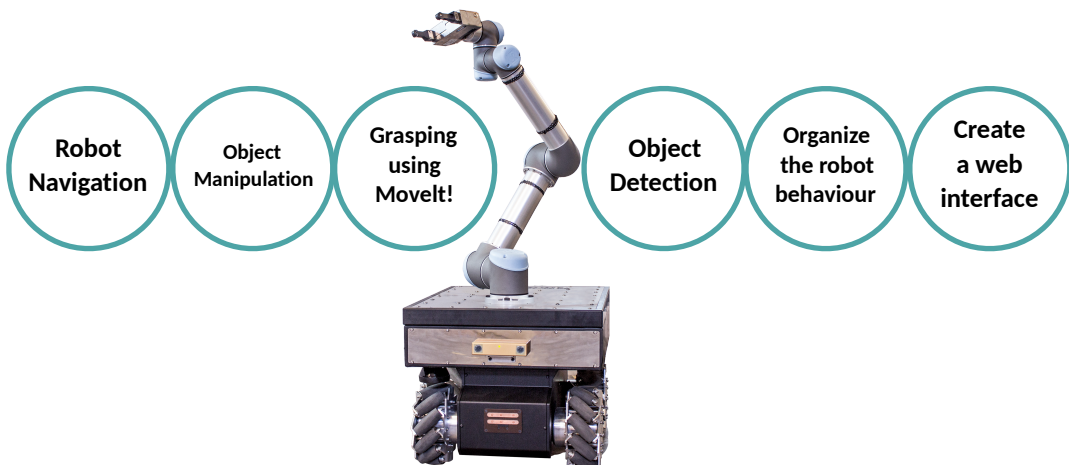 Robot
Navigation
Object
Manipulation
Grasping
using
MoveIt!
Object
Detection
Organize
the robot
behaviour
Create
a web
interface